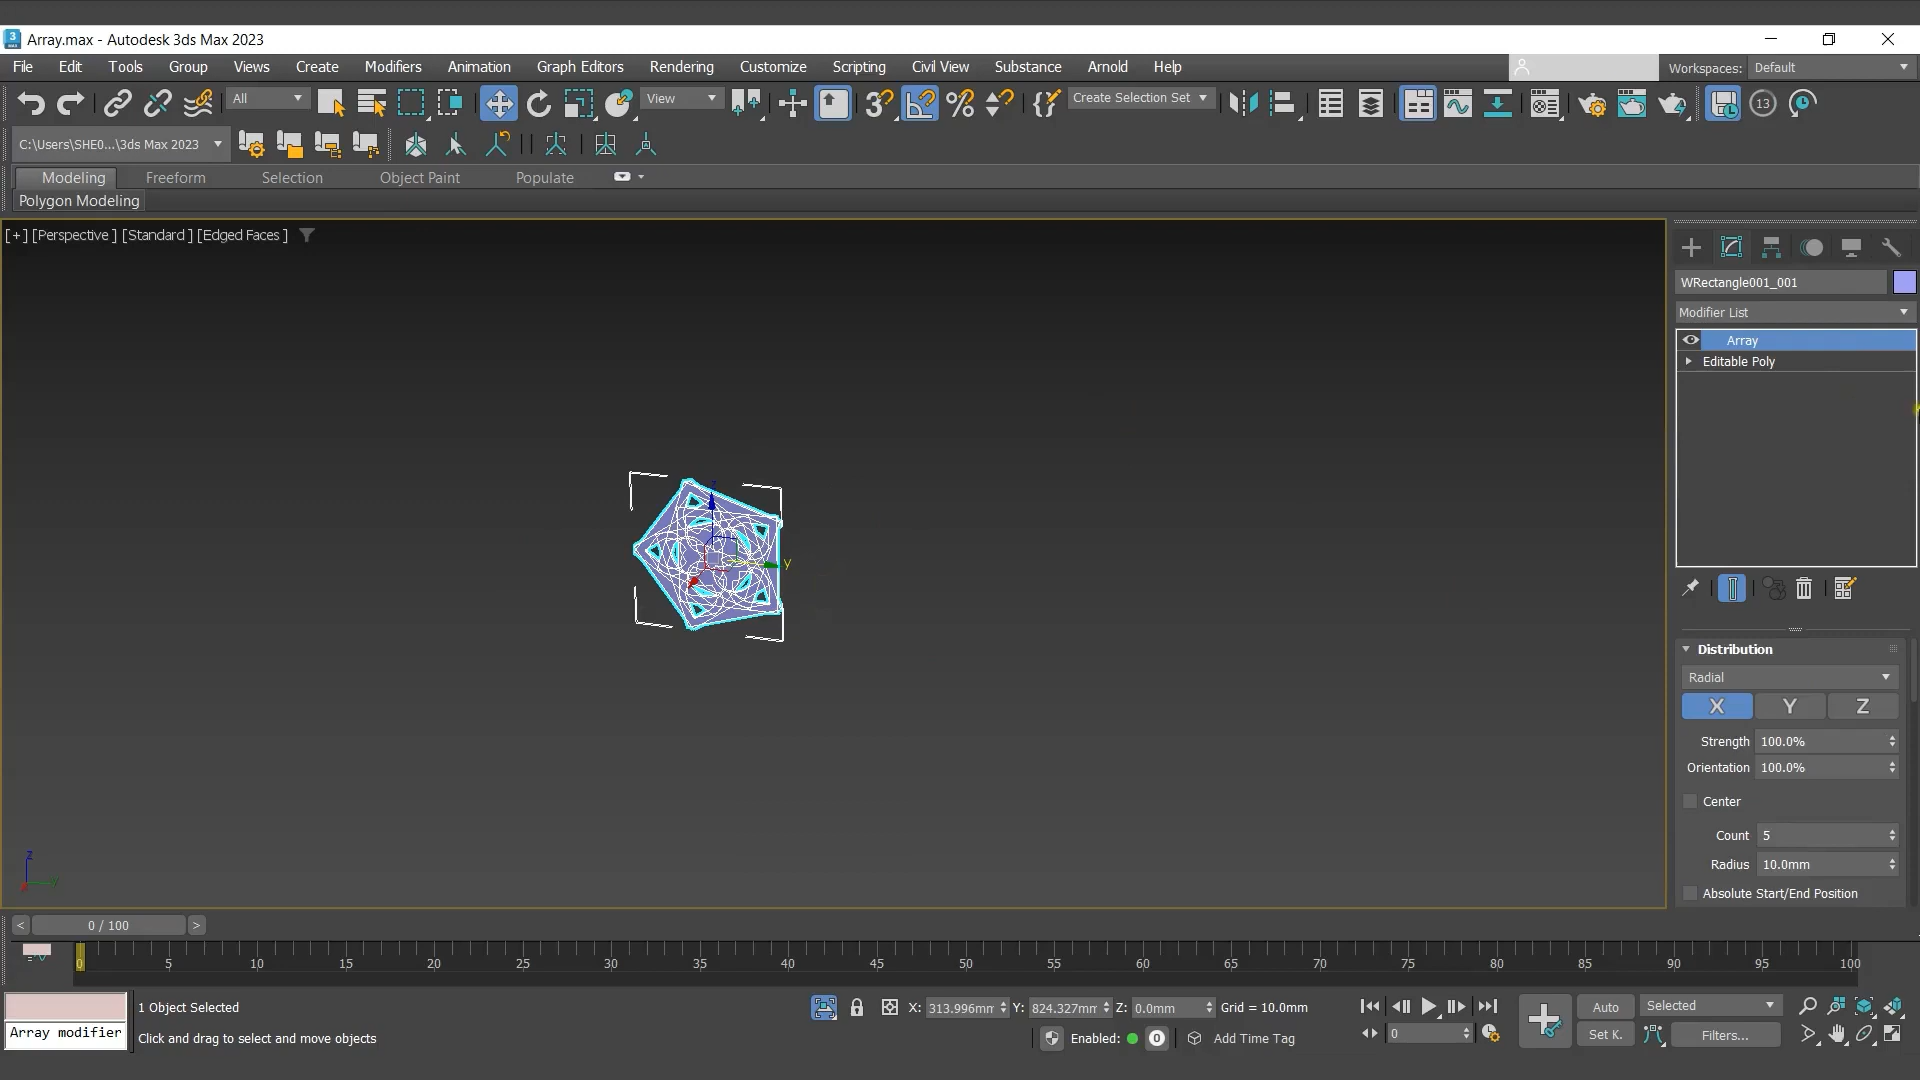 Array.max - Autodesk 3ds Max 2023
File Edit Tools Group Views Create Modifiers Animation Graph Editors Rendering Customize Scripting Civil View Substance Arnold Help
Workspaces: Default
All
View
Create Selection Set
13
C:\Users\SHE0...\3ds Max 2023
Modeling Freeform Selection Object Paint Populate
Polygon Modeling
[+] [Perspective ] [Standard ] [Edged Faces ]
WRectangle001_001
Modifier List
Array
Editable Poly
z
y
Distribution
Radial
X Y Z
Strength 100.0%
Orientation 100.0%
Center
Count 5
Radius 10.0mm
Absolute Start/End Position
z
y
< 0 / 100 >
0 5 10 15 20 25 30 35 40 45 50 55 60 65 70 75 80 85 90 95 100
1 Object Selected
X: 313.996mm Y: 824.327mm Z: 0.0mm Grid = 10.0mm
Auto Selected
Array modifier
Click and drag to select and move objects
Enabled: 0 Add Time Tag
0
Set K. Filters...